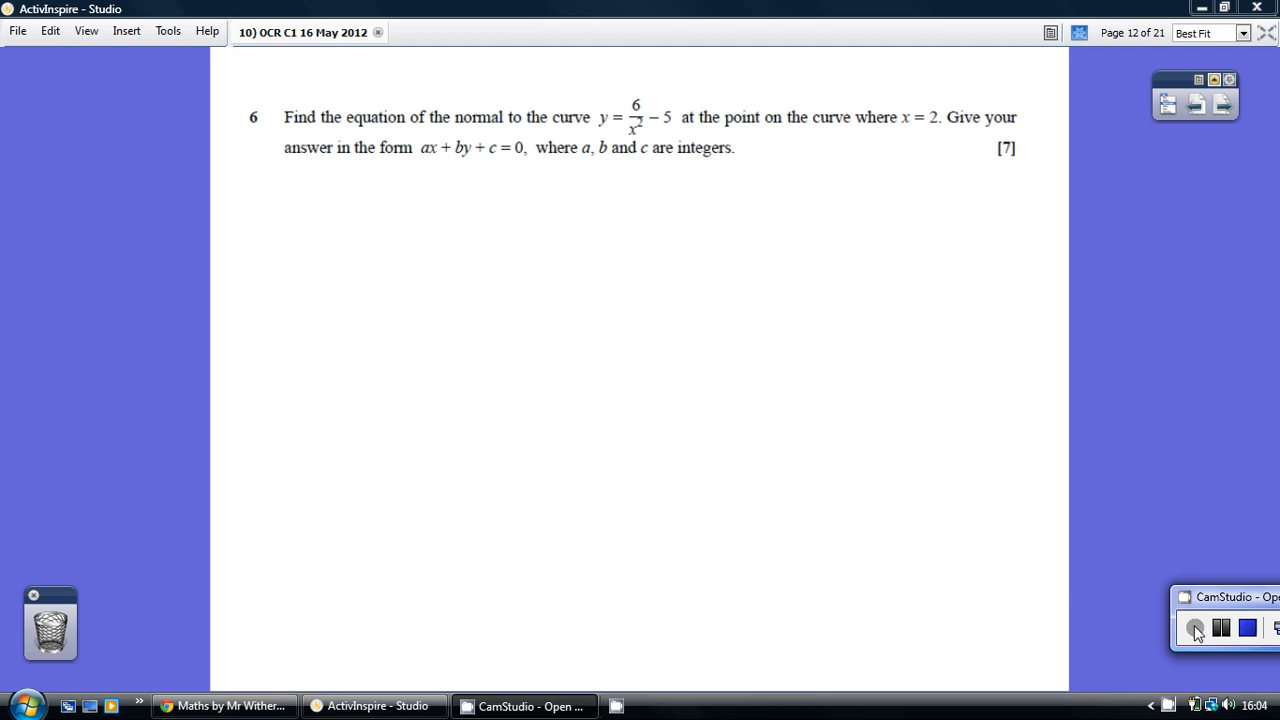 ActivInspire - Studio
File Edit View Insert Tools Help
10) OCR C1 16 May 2012
Page 12 of 21
Best Fit
6 Find the equation of the normal to the curve y = 6/x² − 5 at the point on the curve where x = 2. Give your
answer in the form ax + by + c = 0, where a, b and c are integers. [7]
CamStudio - Ope
» Maths by Mr Wither... ActivInspire - Studio CamStudio - Open ... 16:04